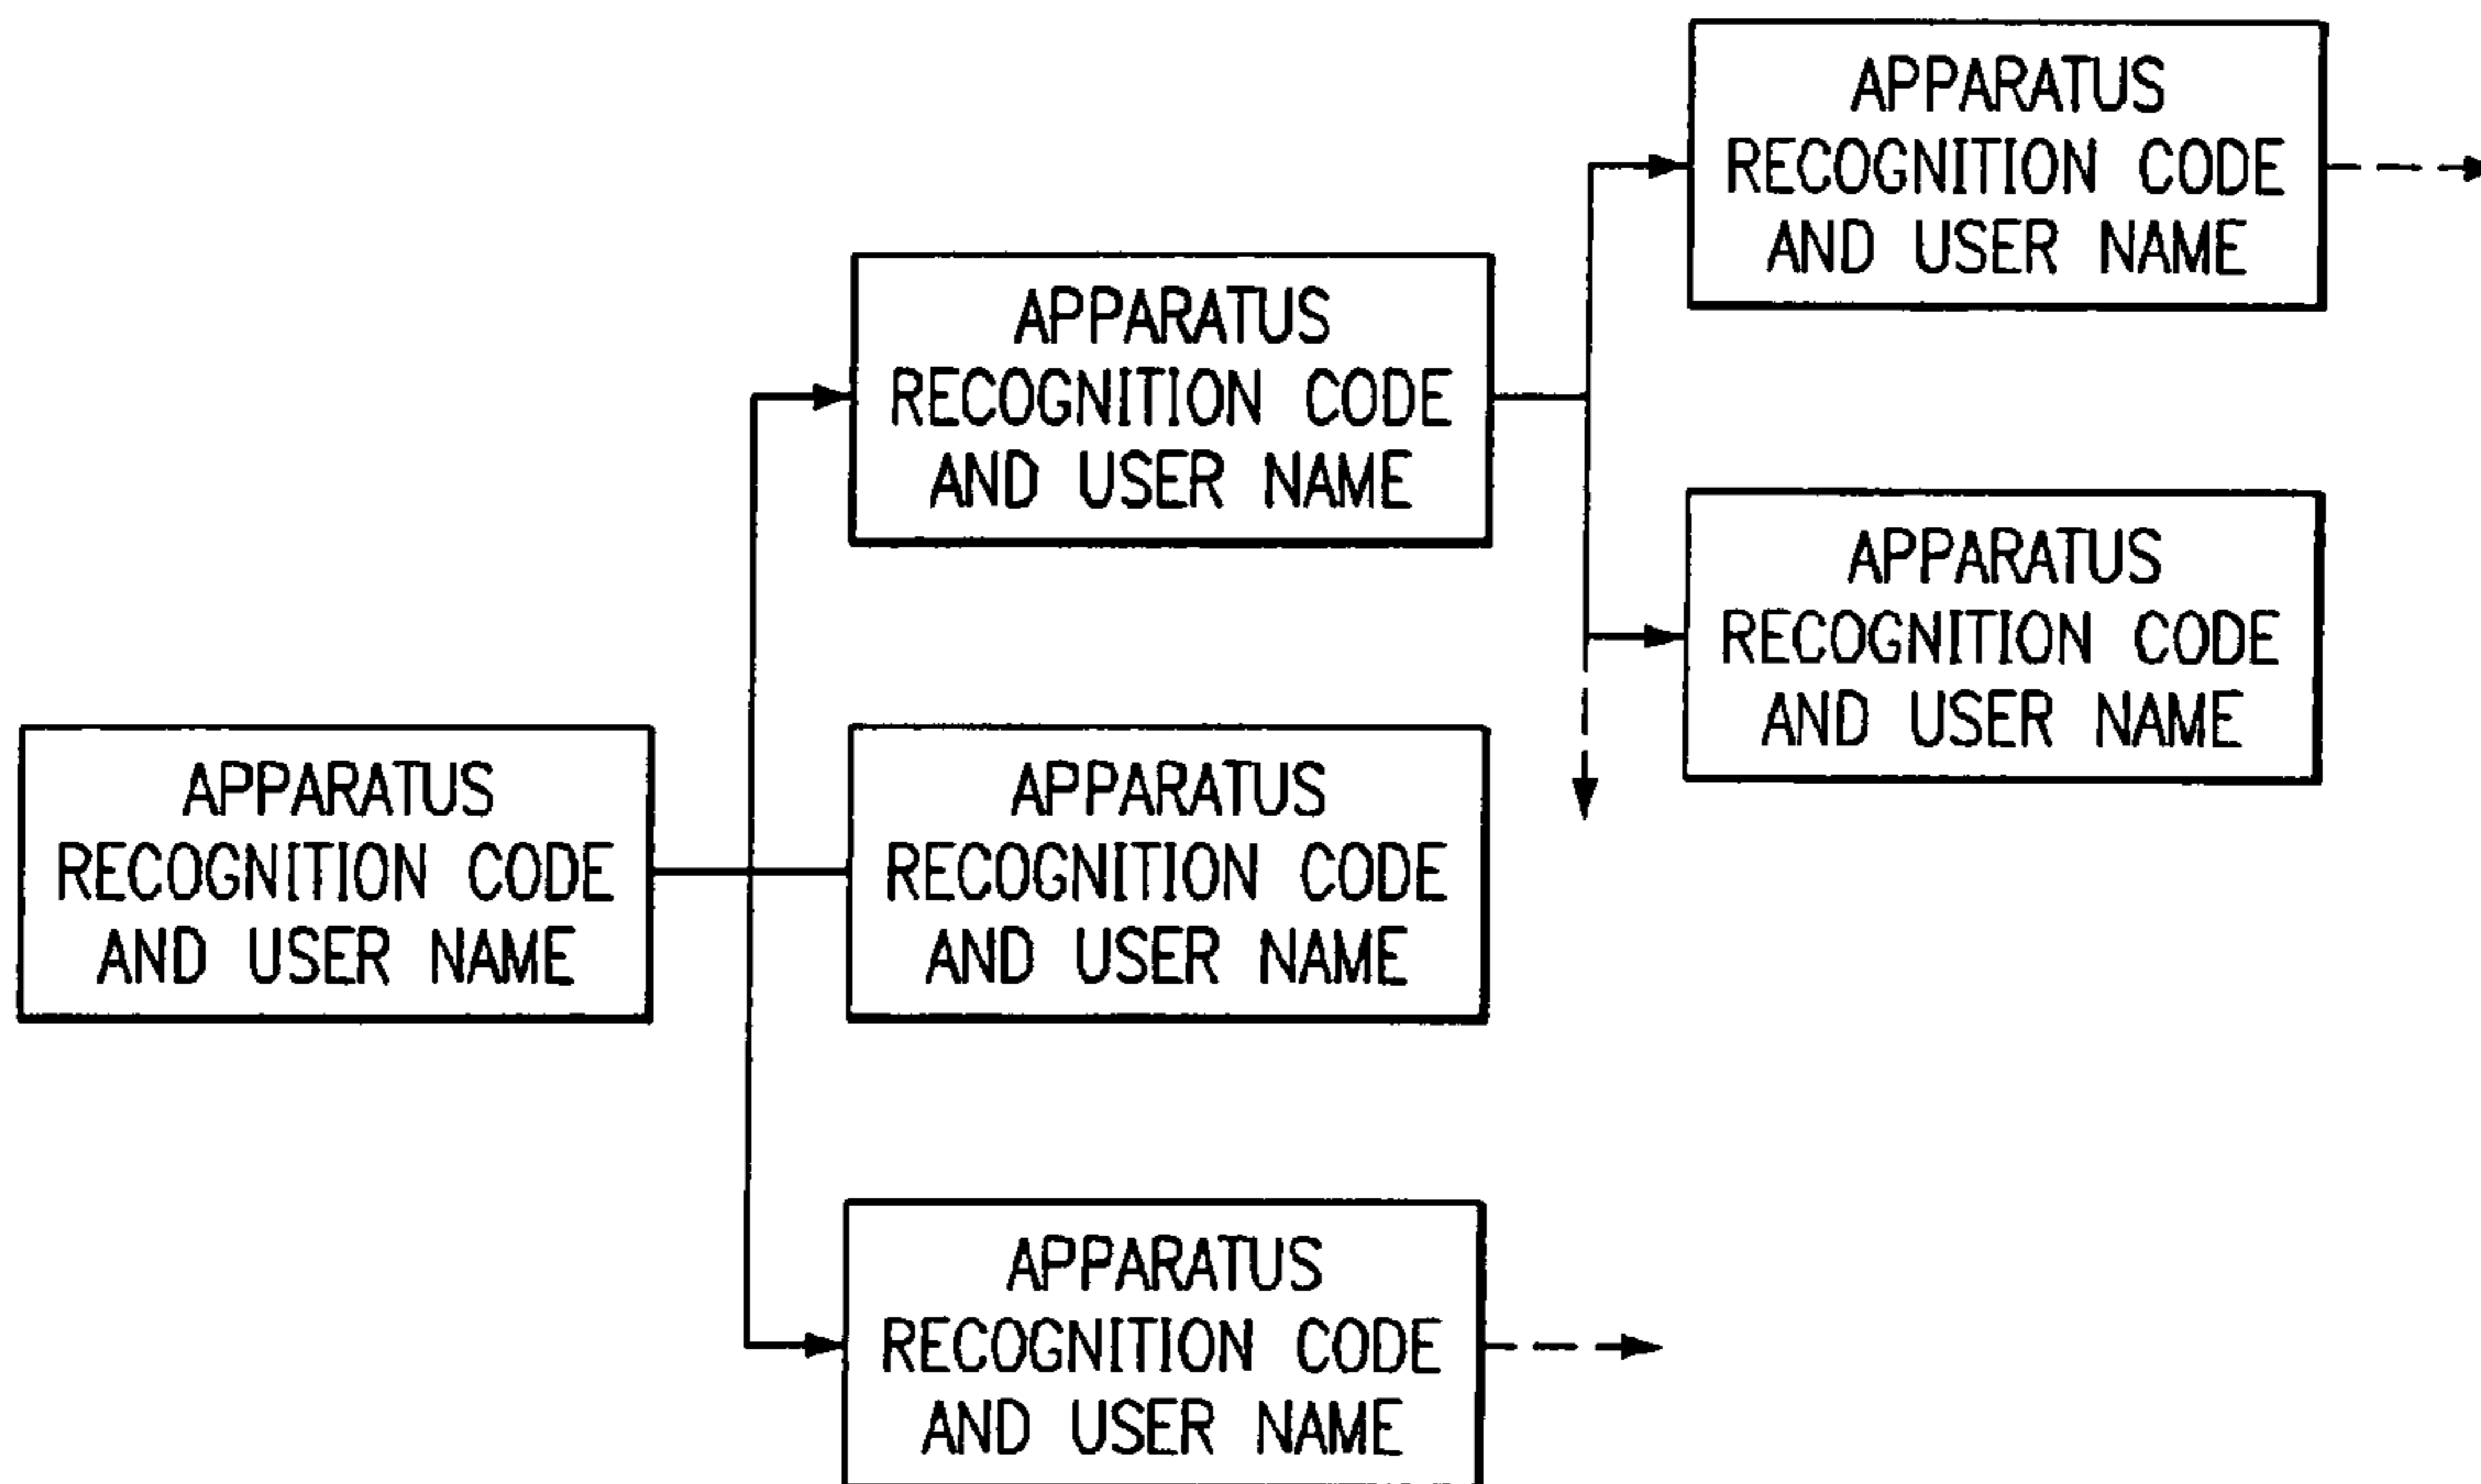 APPARATUS
RECOGNITION CODE
AND USER NAME
APPARATUS
RECOGNITION CODE
AND USER NAME
APPARATUS
RECOGNITION CODE
AND USER NAME
APPARATUS
RECOGNITION CODE
AND USER NAME
APPARATUS
RECOGNITION CODE
AND USER NAME
APPARATUS
RECOGNITION CODE
AND USER NAME